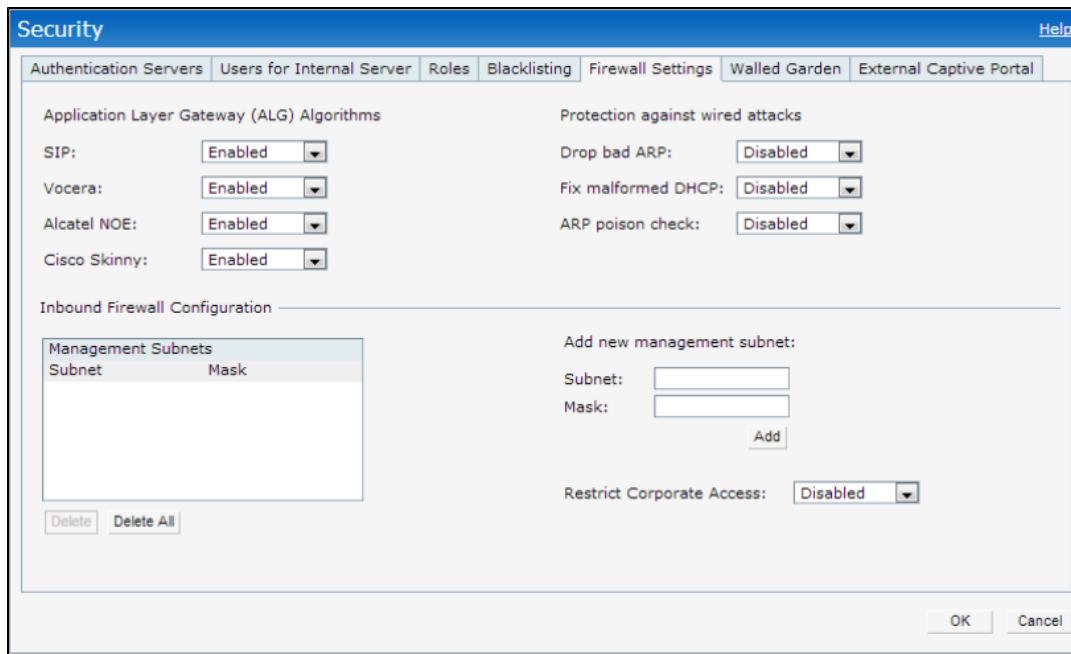 Security
Help
Authentication Servers
Users for Internal Server
Roles
Blacklisting
Firewall Settings
Walled Garden
External Captive Portal
Application Layer Gateway (ALG) Algorithms
SIP: Enabled
Vocera: Enabled
Alcatel NOE: Enabled
Cisco Skinny: Enabled
Protection against wired attacks
Drop bad ARP: Disabled
Fix malformed DHCP: Disabled
ARP poison check: Disabled
Inbound Firewall Configuration
Management Subnets
Subnet Mask
Delete Delete All
Add new management subnet:
Subnet:
Mask:
Add
Restrict Corporate Access: Disabled
OK Cancel